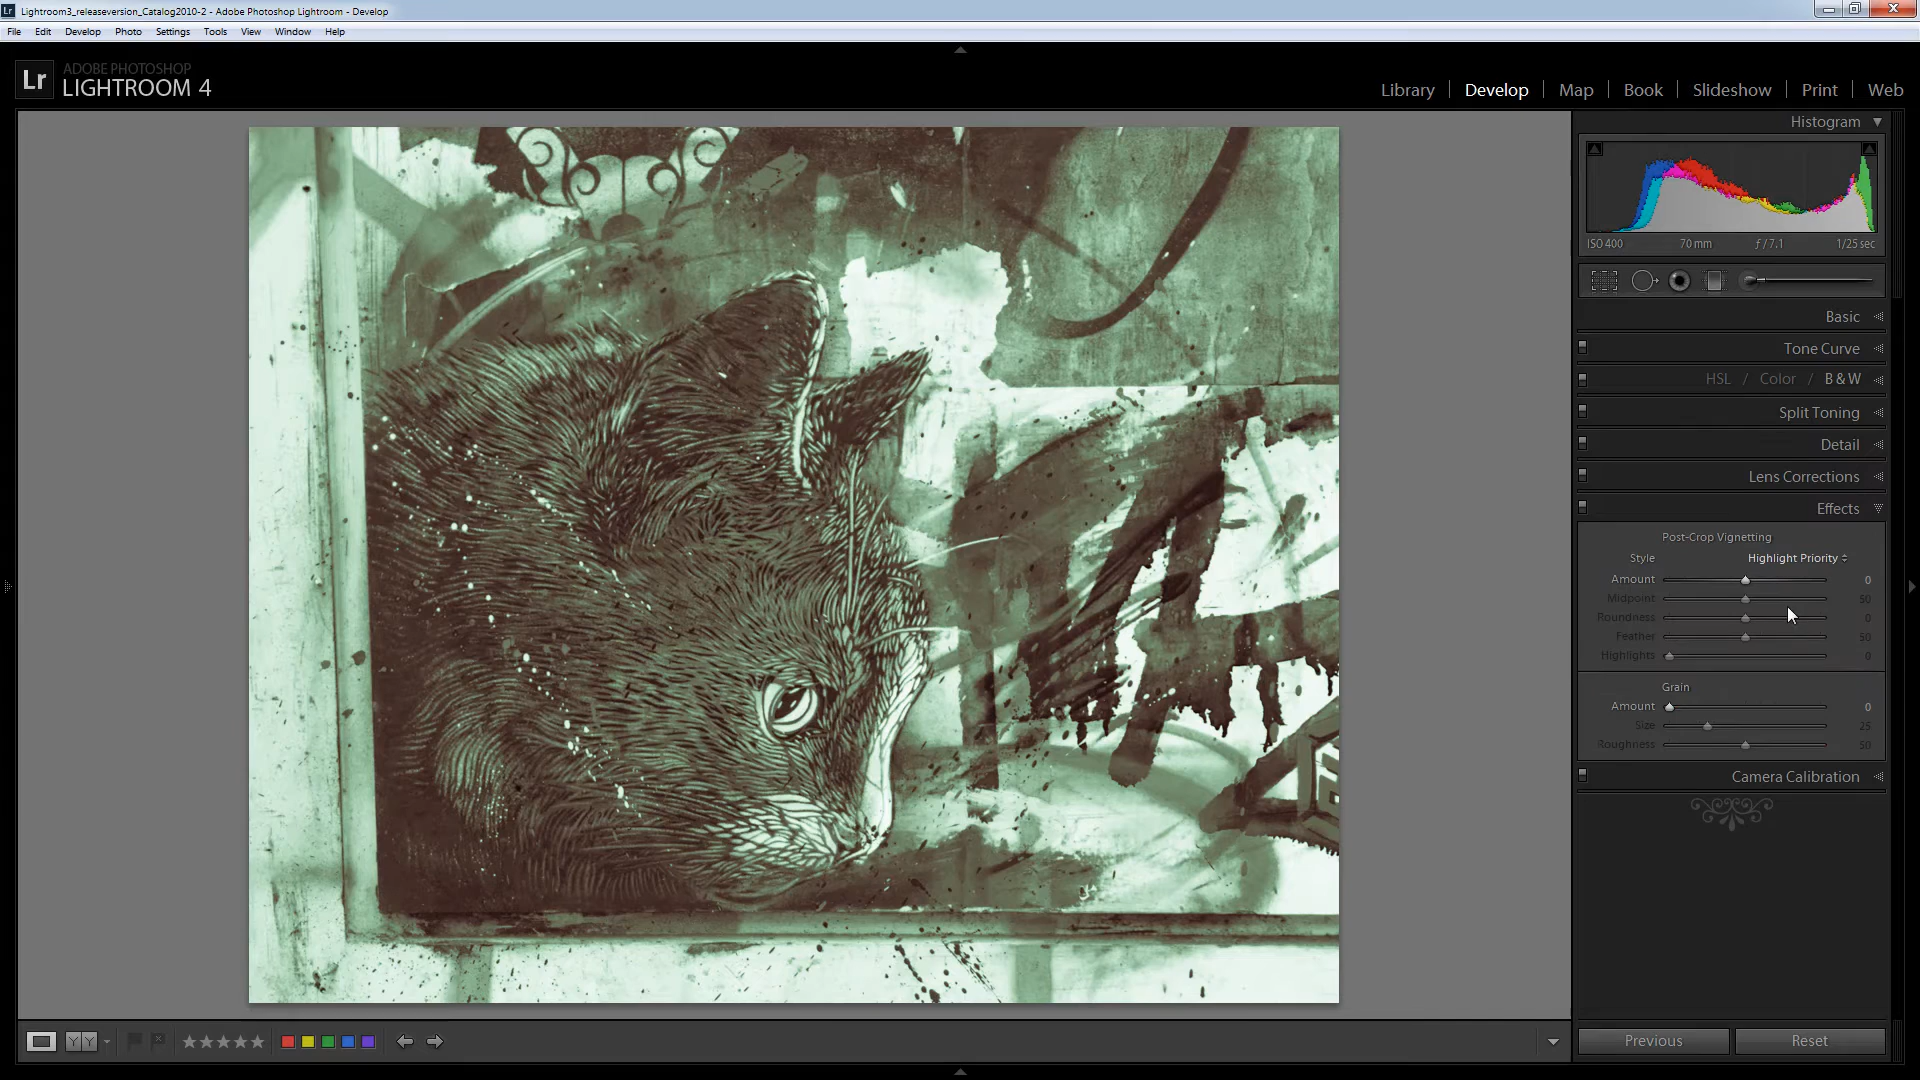 Lightroom3_releaseversion_Catalog2010-2 - Adobe Photoshop Lightroom - Develop
File Edit Develop Photo Settings Tools View Window Help
Lr ADOBE PHOTOSHOP
LIGHTROOM 4
Library Develop Map Book Slideshow Print Web
Histogram
ISO 400 70 mm ƒ / 7.1 1/25 sec
Basic
Tone Curve
HSL / Color / B & W
Split Toning
Detail
Lens Corrections
Effects
Post-Crop Vignetting
Style Highlight Priority
Amount 0
Midpoint 50
Roundness 0
Feather 50
Highlights 0
Grain
Amount 0
Size 25
Roughness 50
Camera Calibration
Y Y
Previous Reset